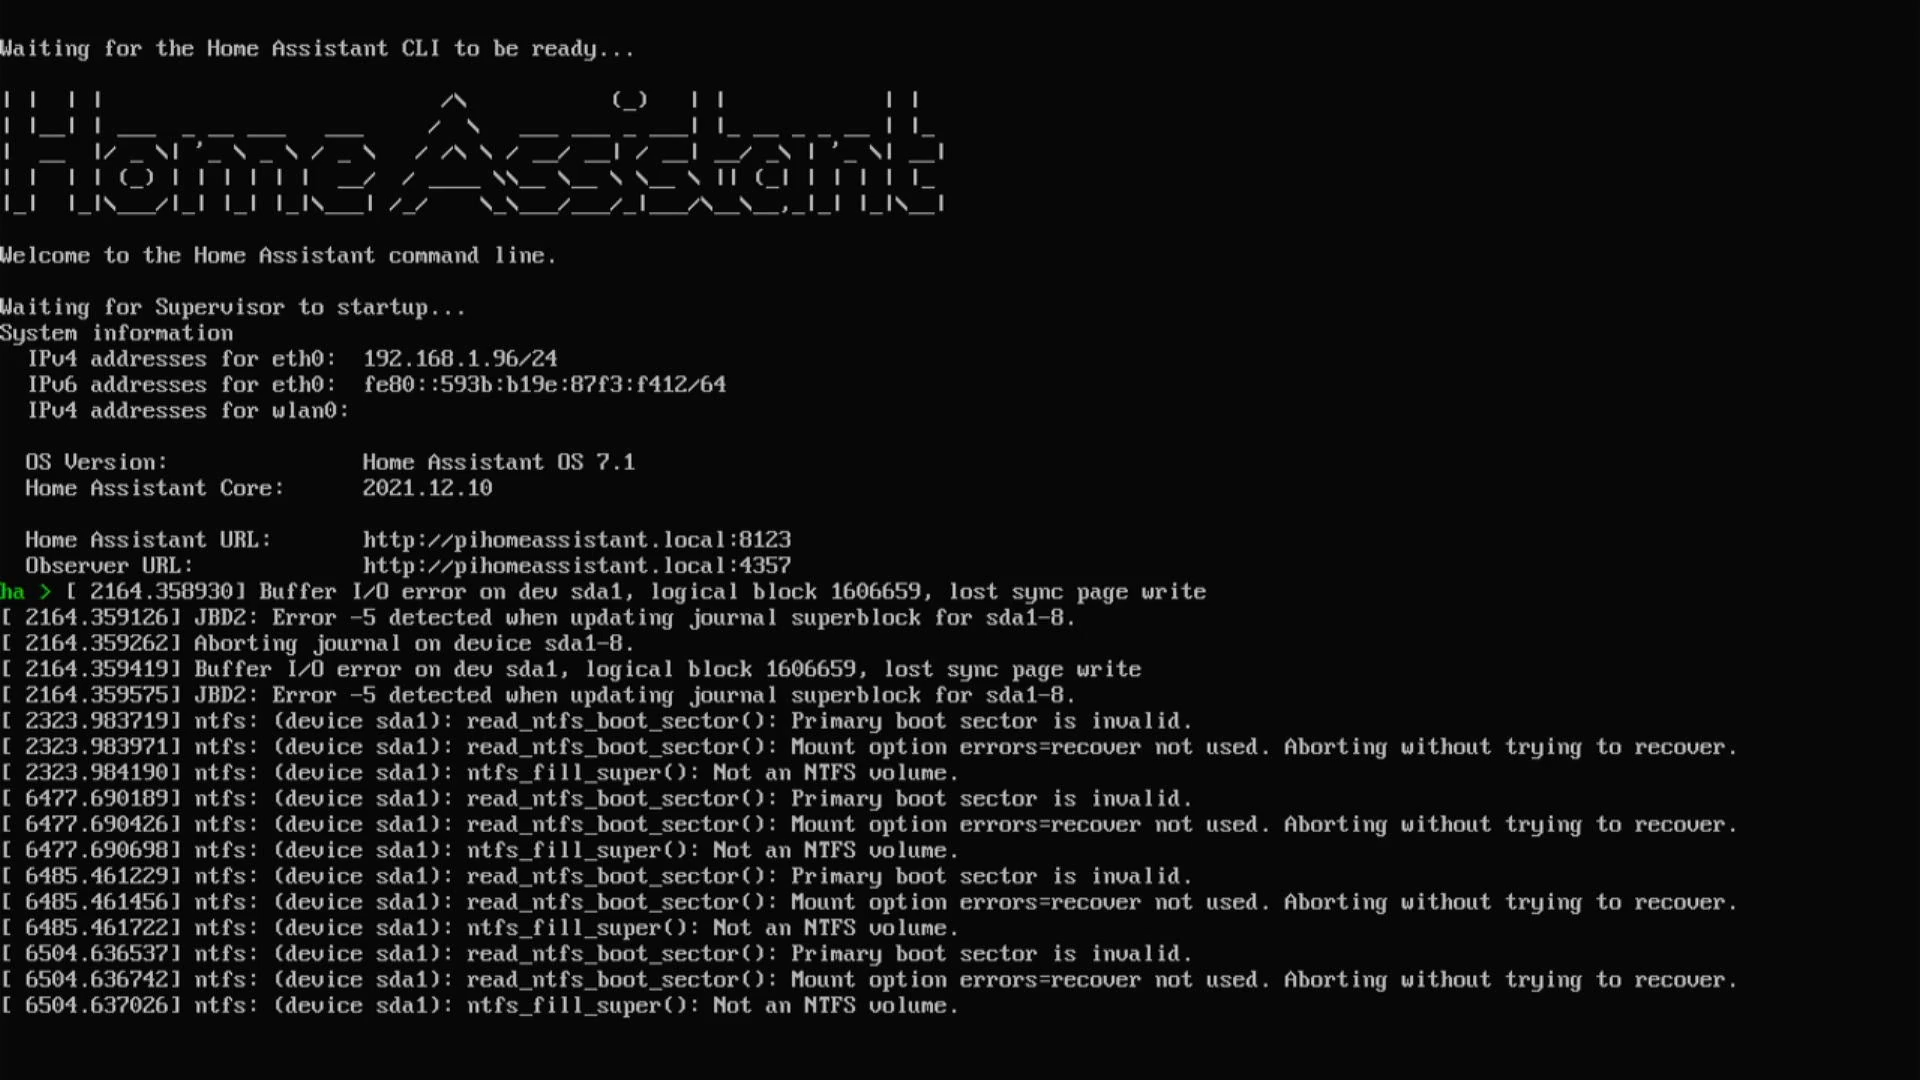 Waiting for the Home Assistant CLI to be ready...
Home Assistant
Welcome to the Home Assistant command line.
Waiting for Supervisor to startup...
System information
IPv4 addresses for eth0: 192.168.1.96/24
IPv6 addresses for eth0: fe80::593b:b19e:87f3:f412/64
IPv4 addresses for wlan0:
OS Version: Home Assistant OS 7.1
Home Assistant Core: 2021.12.10
Home Assistant URL: http://pihomeassistant.local:8123
Observer URL: http://pihomeassistant.local:4357
ha > [ 2164.358930] Buffer I/O error on dev sda1, logical block 1606659, lost sync page write
[ 2164.359126] JBD2: Error -5 detected when updating journal superblock for sda1-8.
[ 2164.359262] Aborting journal on device sda1-8.
[ 2164.359419] Buffer I/O error on dev sda1, logical block 1606659, lost sync page write
[ 2164.359575] JBD2: Error -5 detected when updating journal superblock for sda1-8.
[ 2323.983719] ntfs: (device sda1): read_ntfs_boot_sector(): Primary boot sector is invalid.
[ 2323.983971] ntfs: (device sda1): read_ntfs_boot_sector(): Mount option errors=recover not used. Aborting without trying to recover.
[ 2323.984190] ntfs: (device sda1): ntfs_fill_super(): Not an NTFS volume.
[ 6477.690189] ntfs: (device sda1): read_ntfs_boot_sector(): Primary boot sector is invalid.
[ 6477.690426] ntfs: (device sda1): read_ntfs_boot_sector(): Mount option errors=recover not used. Aborting without trying to recover.
[ 6477.690698] ntfs: (device sda1): ntfs_fill_super(): Not an NTFS volume.
[ 6485.461229] ntfs: (device sda1): read_ntfs_boot_sector(): Primary boot sector is invalid.
[ 6485.461456] ntfs: (device sda1): read_ntfs_boot_sector(): Mount option errors=recover not used. Aborting without trying to recover.
[ 6485.461722] ntfs: (device sda1): ntfs_fill_super(): Not an NTFS volume.
[ 6504.636537] ntfs: (device sda1): read_ntfs_boot_sector(): Primary boot sector is invalid.
[ 6504.636742] ntfs: (device sda1): read_ntfs_boot_sector(): Mount option errors=recover not used. Aborting without trying to recover.
[ 6504.637026] ntfs: (device sda1): ntfs_fill_super(): Not an NTFS volume.